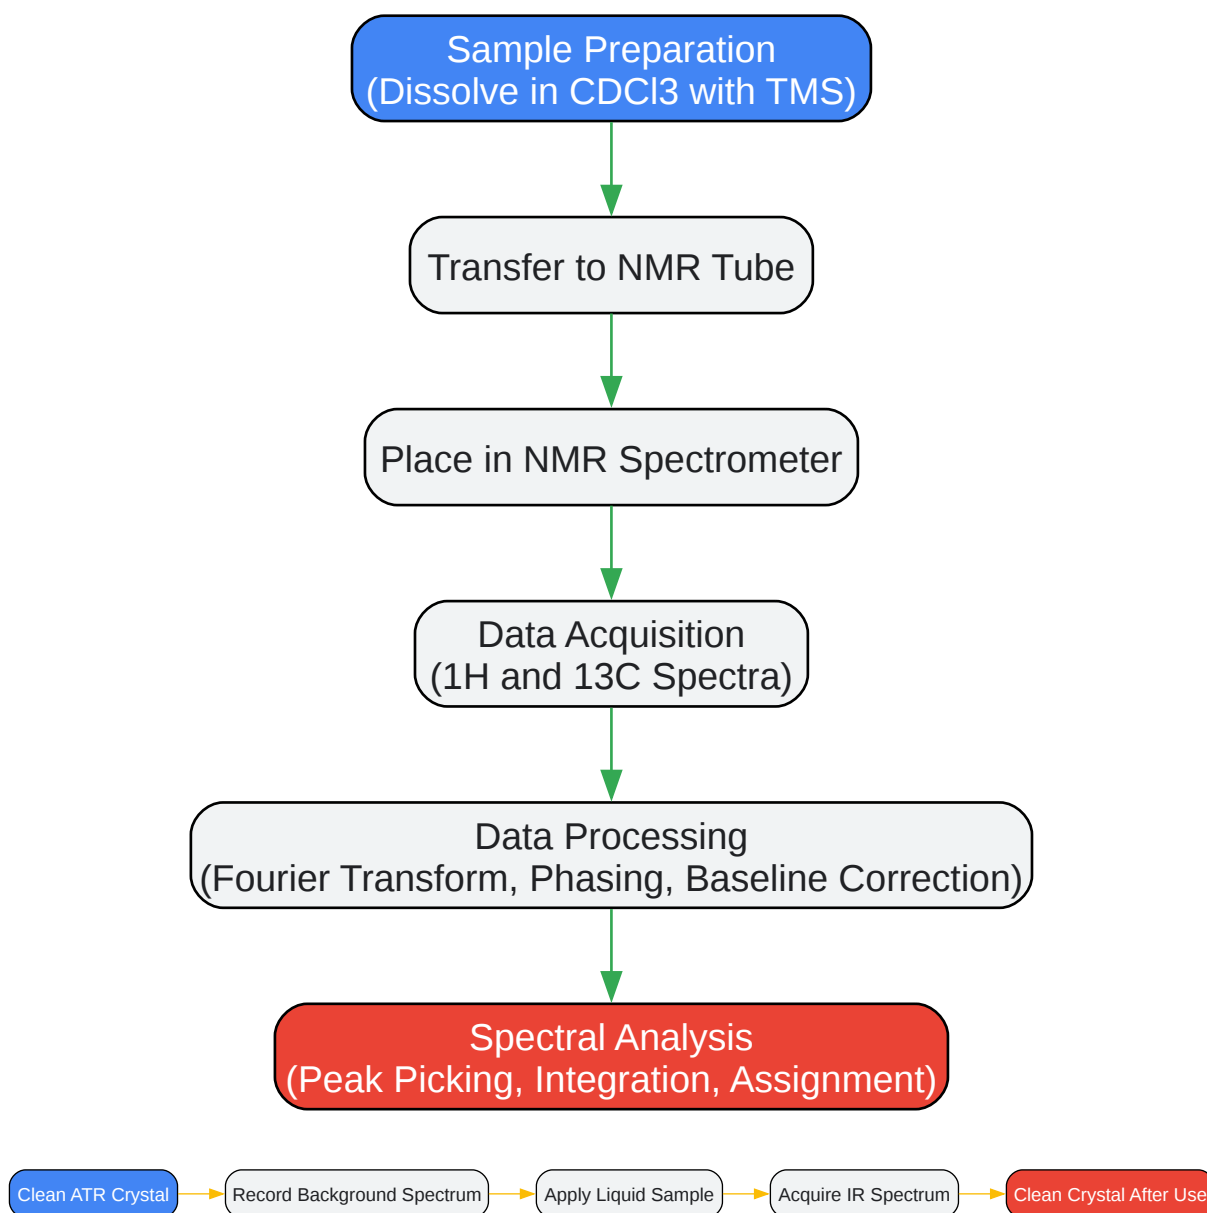 Sample Preparation
(Dissolve in CDCl3 with TMS)
Transfer to NMR Tube
Place in NMR Spectrometer
Data Acquisition
(1H and 13C Spectra)
Data Processing
(Fourier Transform, Phasing, Baseline Correction)
Spectral Analysis
(Peak Picking, Integration, Assignment)
Clean ATR Crystal
Record Background Spectrum
Apply Liquid Sample
Acquire IR Spectrum
Clean Crystal After Use